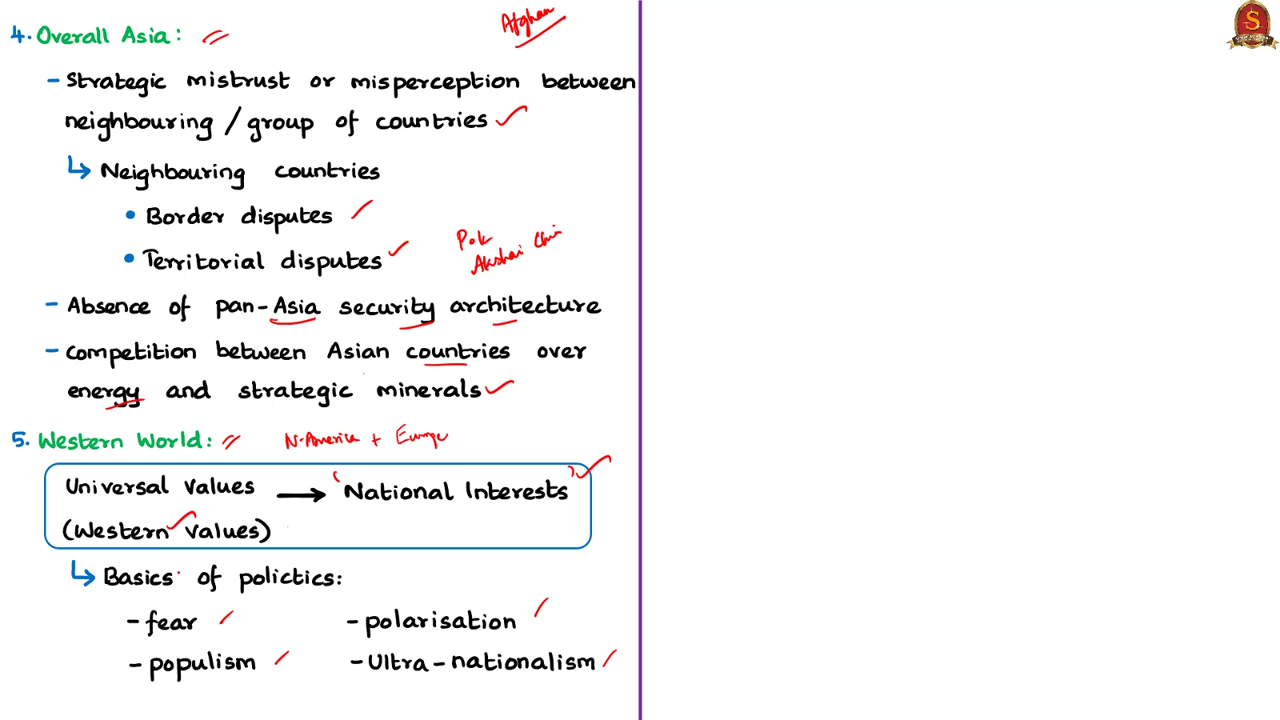 Afghan
4. Overall Asia:
- Strategic mistrust or misperception between
neighbouring / group of countries
↳ Neighbouring countries
• Border disputes
• Territorial disputes
Pok
Akshai Chin
- Absence of pan-Asia security architecture
- Competition between Asian countries over
energy and strategic minerals
5. Western World: N-America + Europe
Universal values → 'National Interests'
(Western values)
↳ Basics of polictics:
- fear - polarisation
- populism - Ultra-nationalism
S